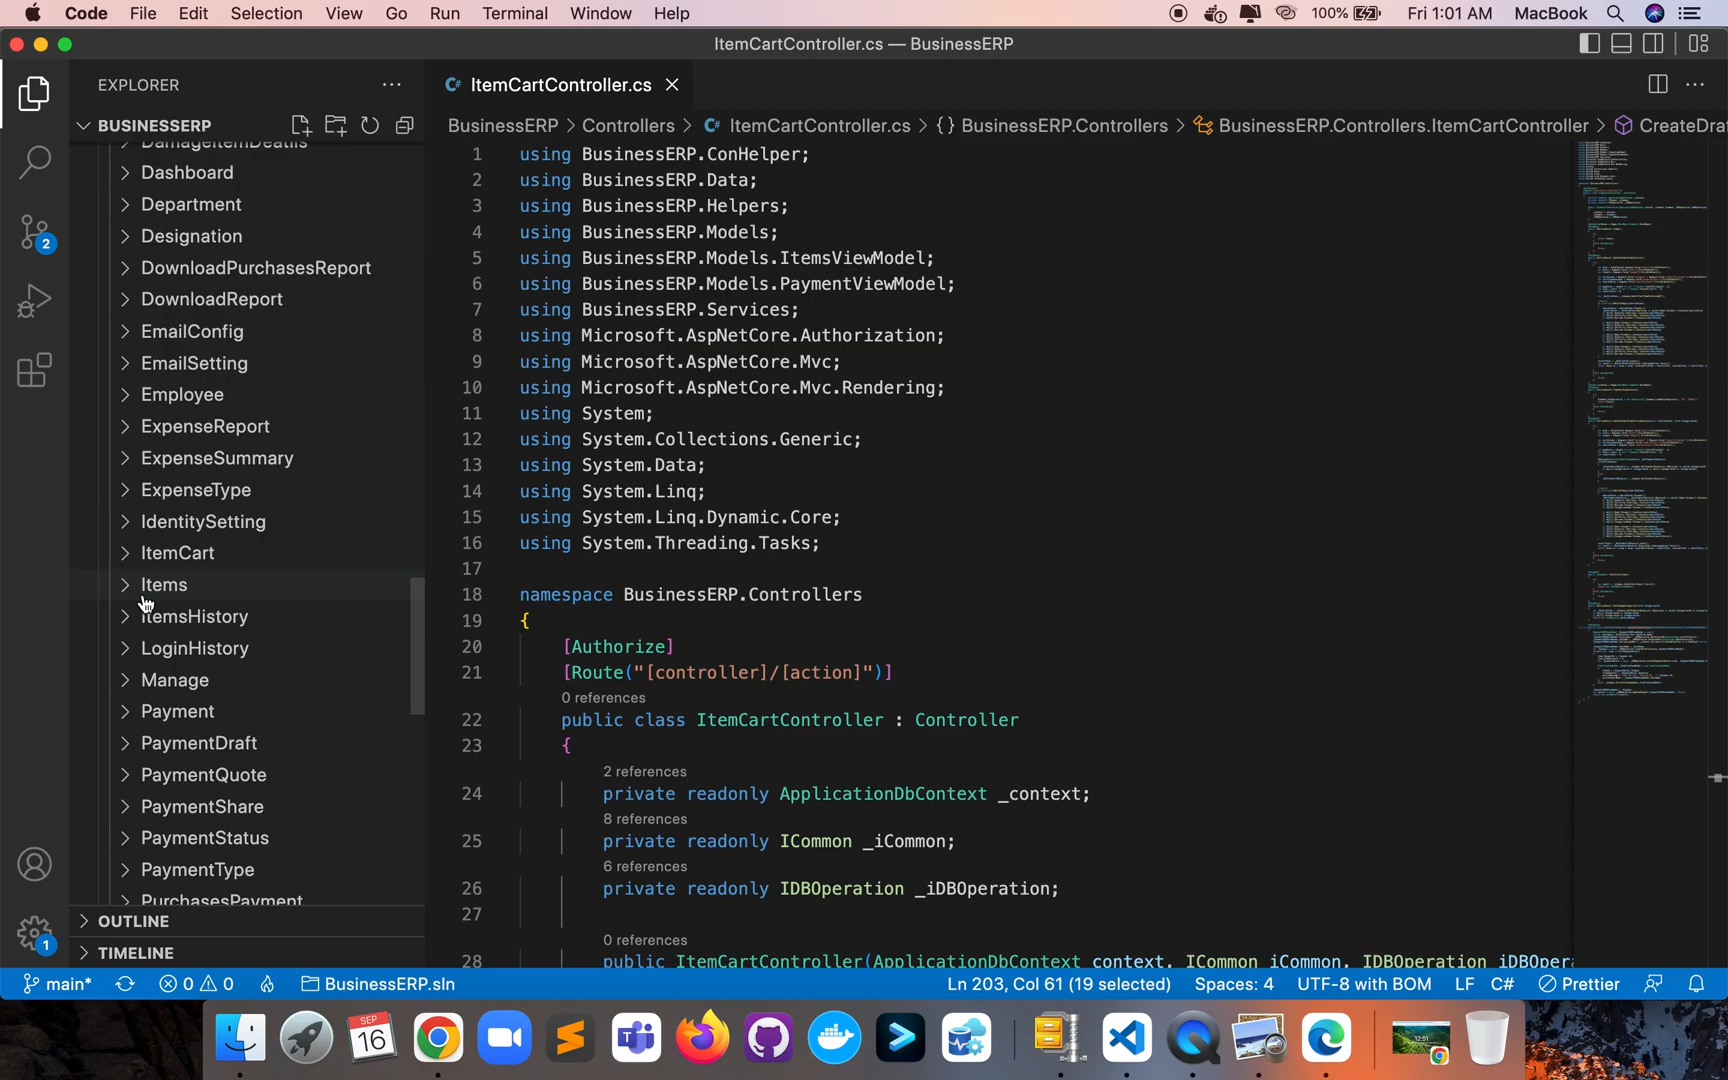 Code File Edit Selection View Go Run Terminal Window Help 100% Fri 1:01 AM MacBook
ItemCartController.cs — BusinessERP
EXPLORER
BUSINESSERP
DamageItemDeatils
Dashboard
Department
Designation
DownloadPurchasesReport
DownloadReport
EmailConfig
EmailSetting
Employee
ExpenseReport
ExpenseSummary
ExpenseType
IdentitySetting
ItemCart
Items
ItemsHistory
LoginHistory
Manage
Payment
PaymentDraft
PaymentQuote
PaymentShare
PaymentStatus
PaymentType
PurchasesPayment
OUTLINE
TIMELINE
2
1
ItemCartController.cs
BusinessERP > Controllers > ItemCartController.cs > {} BusinessERP.Controllers > BusinessERP.Controllers.ItemCartController > CreateDra
1 using BusinessERP.ConHelper;
2 using BusinessERP.Data;
3 using BusinessERP.Helpers;
4 using BusinessERP.Models;
5 using BusinessERP.Models.ItemsViewModel;
6 using BusinessERP.Models.PaymentViewModel;
7 using BusinessERP.Services;
8 using Microsoft.AspNetCore.Authorization;
9 using Microsoft.AspNetCore.Mvc;
10 using Microsoft.AspNetCore.Mvc.Rendering;
11 using System;
12 using System.Collections.Generic;
13 using System.Data;
14 using System.Linq;
15 using System.Linq.Dynamic.Core;
16 using System.Threading.Tasks;
17
18 namespace BusinessERP.Controllers
19 {
20 [Authorize]
21 [Route("[controller]/[action]")]
0 references
22 public class ItemCartController : Controller
23 {
2 references
24 private readonly ApplicationDbContext _context;
8 references
25 private readonly ICommon _iCommon;
6 references
26 private readonly IDBOperation _iDBOperation;
27
0 references
28 public ItemCartController(ApplicationDbContext context, ICommon iCommon, IDBOperation iDBOper
main* 0 0 BusinessERP.sln Ln 203, Col 61 (19 selected) Spaces: 4 UTF-8 with BOM LF C# Prettier
SEP
16
12:51